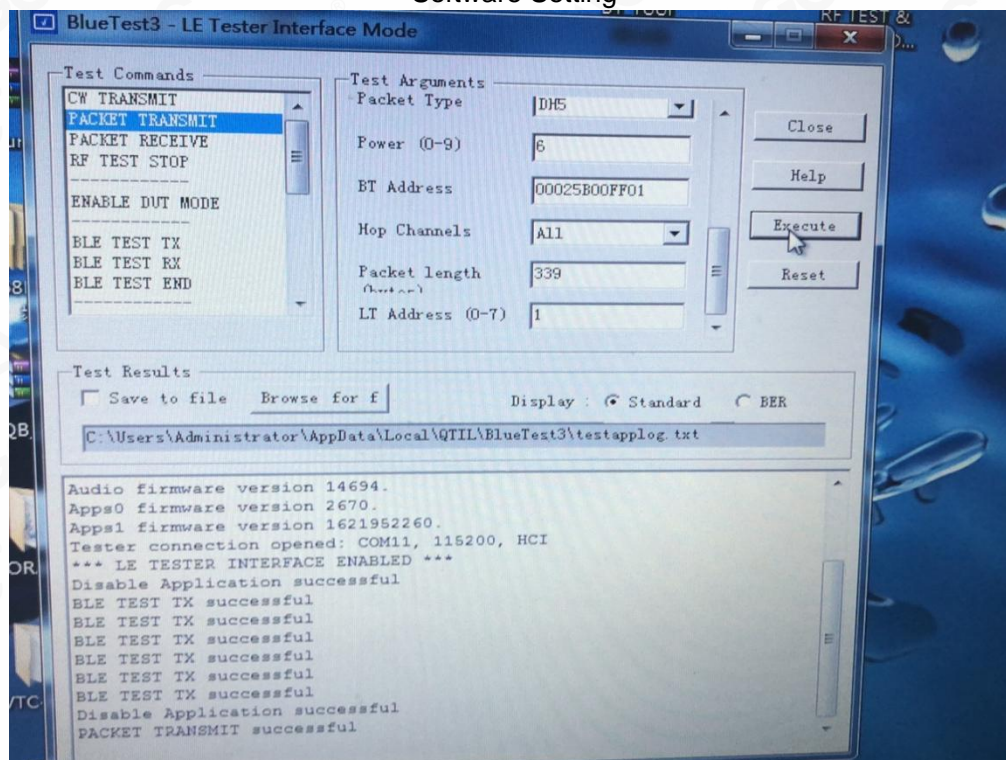 Software Setting
RF TEST &
BlueTest3 - LE Tester Interface Mode
Test Commands
CW TRANSMIT
PACKET TRANSMIT
PACKET RECEIVE
RF TEST STOP
ENABLE DUT MODE
BLE TEST TX
BLE TEST RX
BLE TEST END
Test Arguments
Packet Type DH5
Power (0-9) 6
BT Address 00025B00FF01
Hop Channels All
Packet length 339
LT Address (0-7) 1
Close
Help
Execute
Reset
Test Results
Save to file Browse for f Display : Standard BER
C:\Users\Administrator\AppData\Local\QTIL\BlueTest3\testapplog.txt
Audio firmware version 14694.
Apps0 firmware version 2670.
Apps1 firmware version 1621952260.
Tester connection opened: COM11, 115200, HCI
*** LE TESTER INTERFACE ENABLED ***
Disable Application successful
BLE TEST TX successful
BLE TEST TX successful
BLE TEST TX successful
BLE TEST TX successful
BLE TEST TX successful
BLE TEST TX successful
Disable Application successful
PACKET TRANSMIT successful